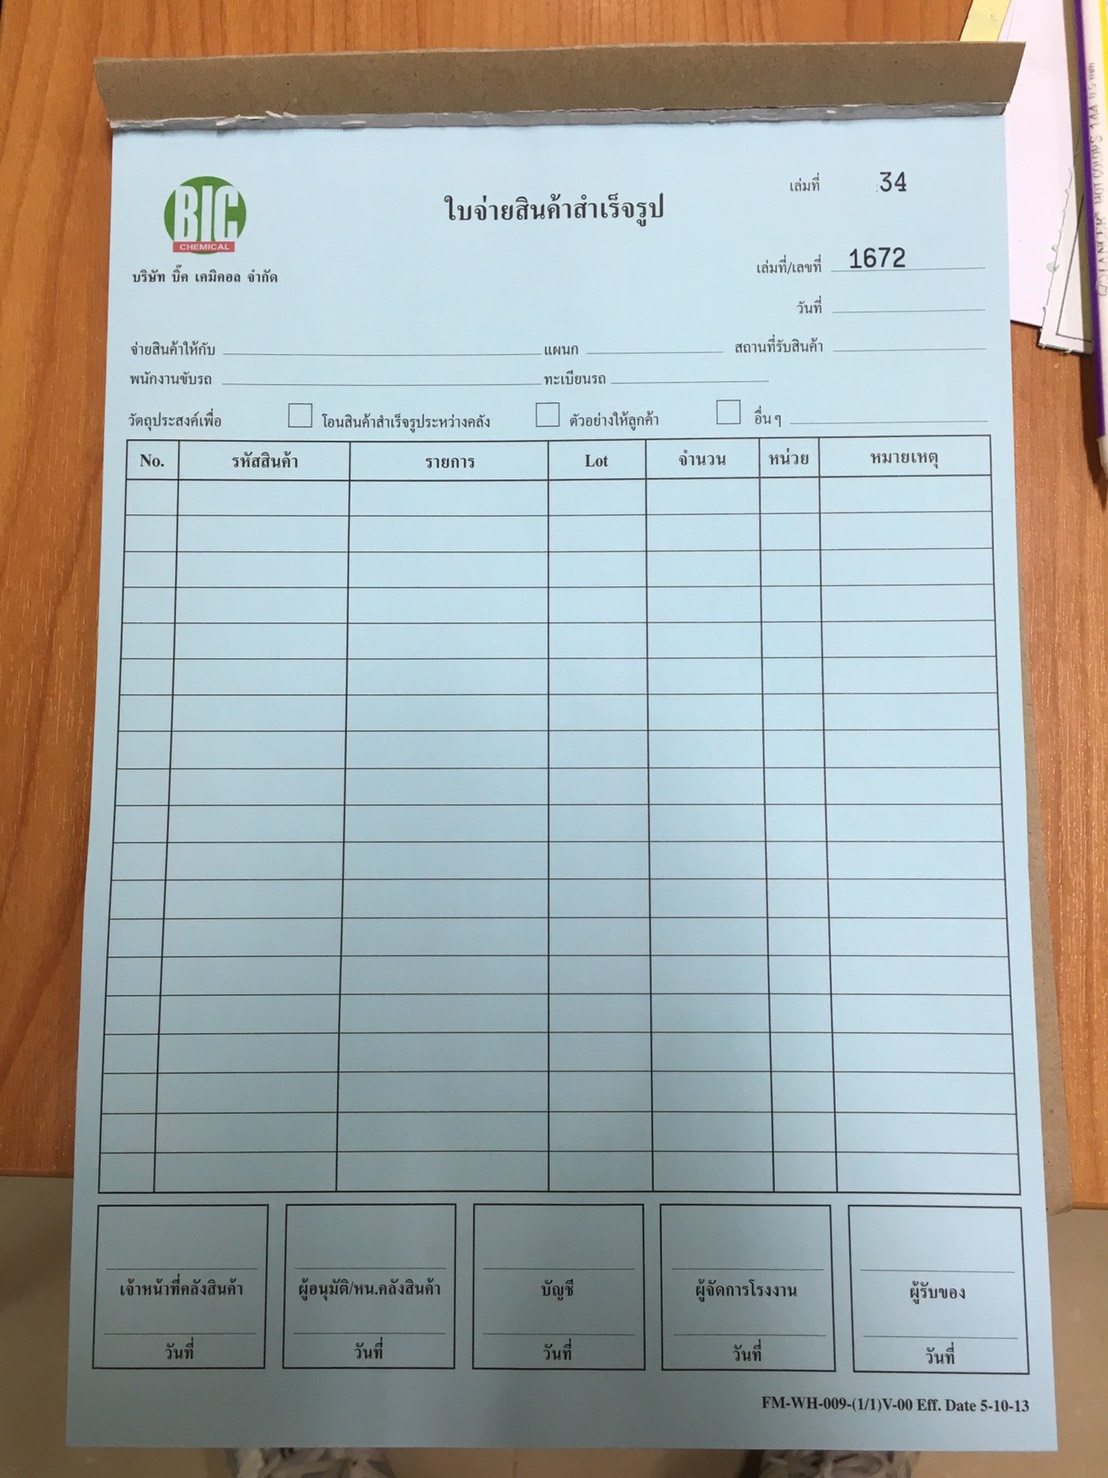 BIC
CHEMICAL
บริษัท บิ๊ค เคมิคอล จำกัด
ใบจ่ายสินค้าสำเร็จรูป
เล่มที่ 34
เล่มที่/เลขที่ 1672
วันที่
จ่ายสินค้าให้กับ แผนก สถานที่รับสินค้า
พนักงานขับรถ ทะเบียนรถ
วัตถุประสงค์เพื่อ โอนสินค้าสำเร็จรูประหว่างคลัง ตัวอย่างให้ลูกค้า อื่นๆ
No. รหัสสินค้า รายการ Lot จำนวน หน่วย หมายเหตุ
เจ้าหน้าที่คลังสินค้า ผู้อนุมัติ/หน.คลังสินค้า บัญชี ผู้จัดการโรงงาน ผู้รับของ
วันที่ วันที่ วันที่ วันที่ วันที่
FM-WH-009-(1/1)V-00 Eff. Date 5-10-13